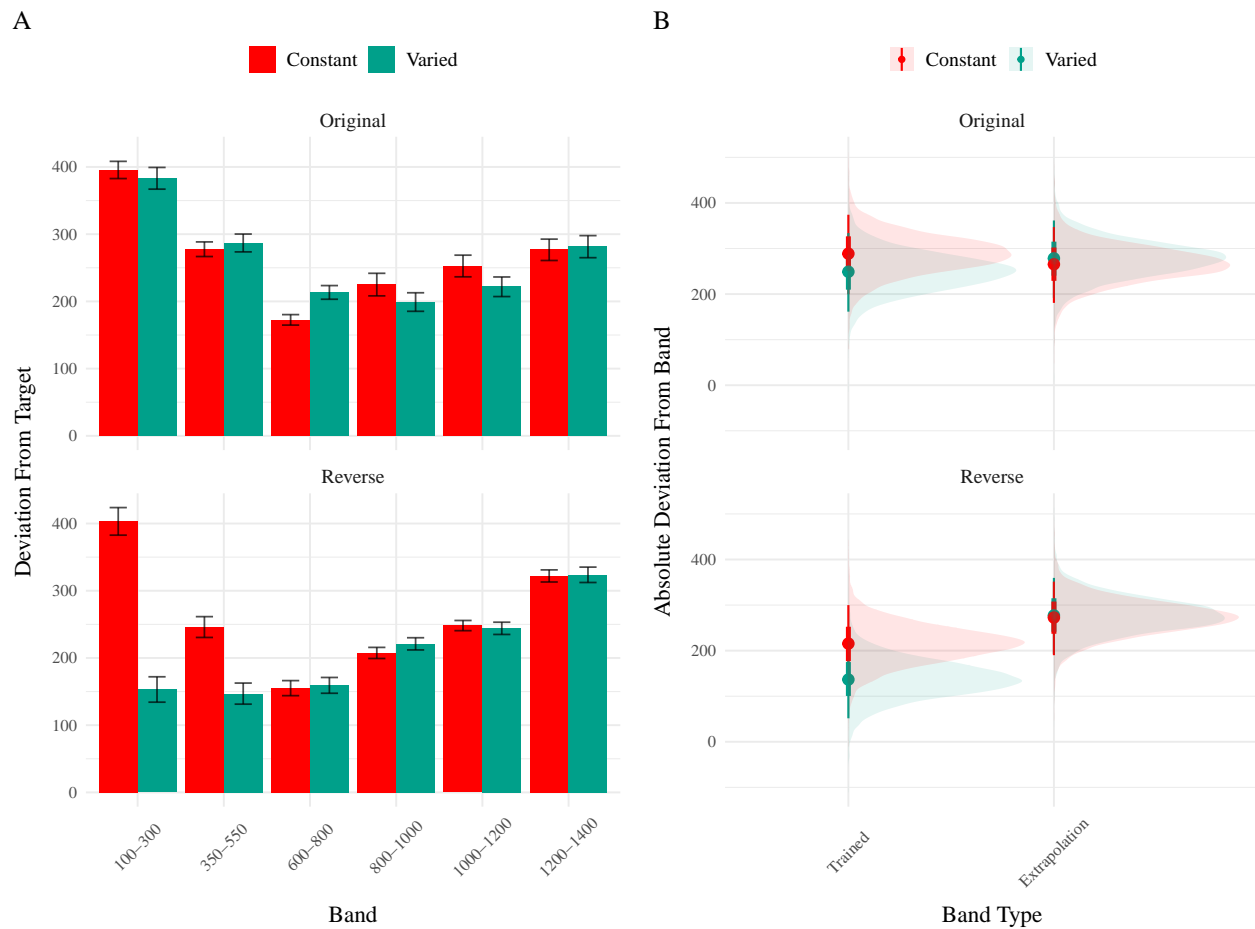 A
Constant Varied
Original
400
300
200
100
0
Reverse
400
300
200
100
0
Deviation From Target
100−300
350−550
600−800
800−1000
1000−1200
1200−1400
Band
B
Constant Varied
Original
400
200
0
Reverse
400
200
0
Absolute Deviation From Band
Trained
Extrapolation
Band Type